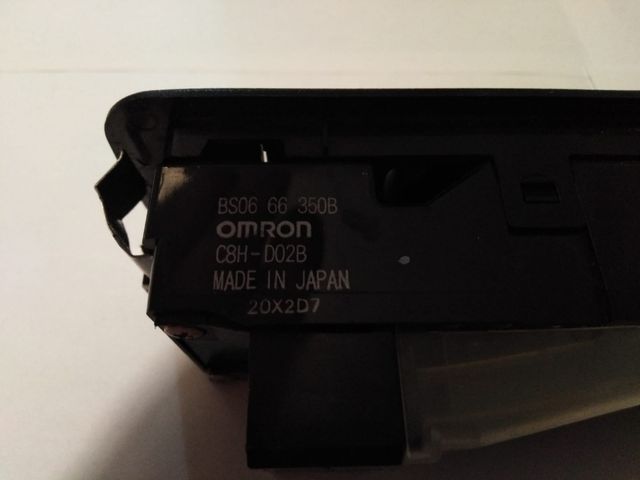 BS06 66 350B
OMRON
C8H-D02B
MADE IN JAPAN
20X2D7